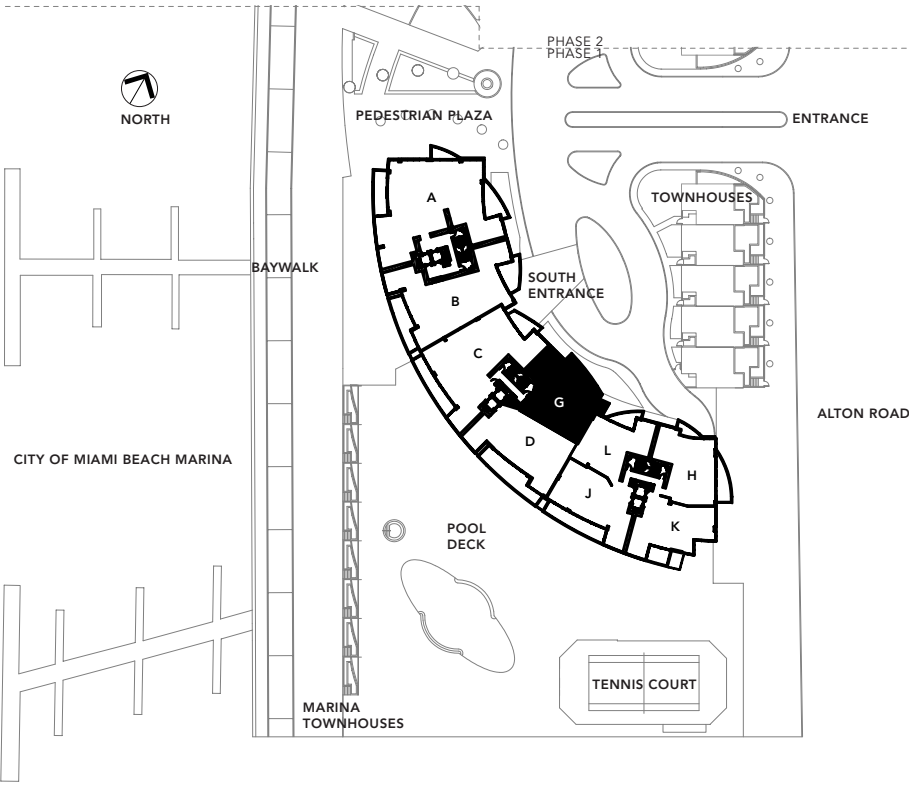 PHASE 2
PHASE 1
NORTH
PEDESTRIAN PLAZA
ENTRANCE
A
TOWNHOUSES
BAYWALK
SOUTH
ENTRANCE
B
C
G
ALTON ROAD
D
L
CITY OF MIAMI BEACH MARINA
H
J
K
POOL
DECK
TENNIS COURT
MARINA
TOWNHOUSES